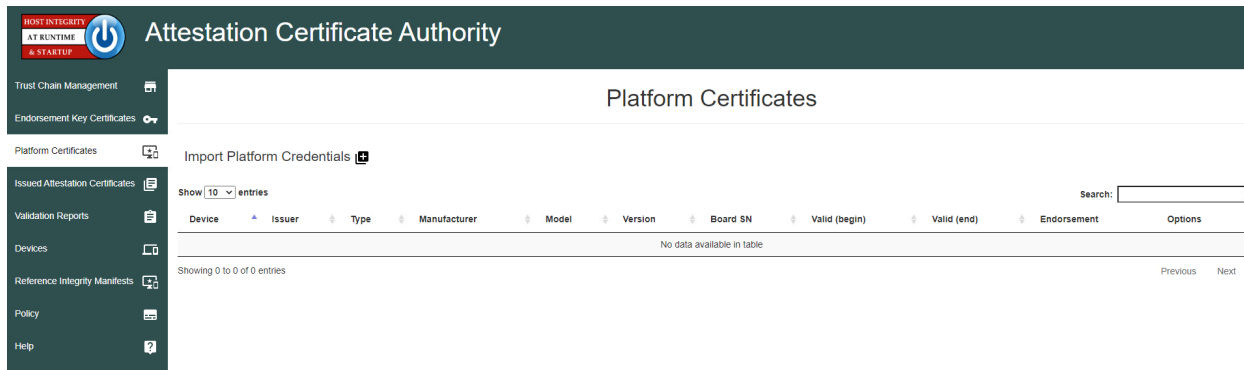 HOST INTEGRITY
AT RUNTIME
& STARTUP
Attestation Certificate Authority
Trust Chain Management
Endorsement Key Certificates
Platform Certificates
Issued Attestation Certificates
Validation Reports
Devices
Reference Integrity Manifests
Policy
Help
Platform Certificates
Import Platform Credentials
Show 10 entries
Search:
Device Issuer Type Manufacturer Model Version Board SN Valid (begin) Valid (end) Endorsement Options
No data available in table
Showing 0 to 0 of 0 entries
Previous Next